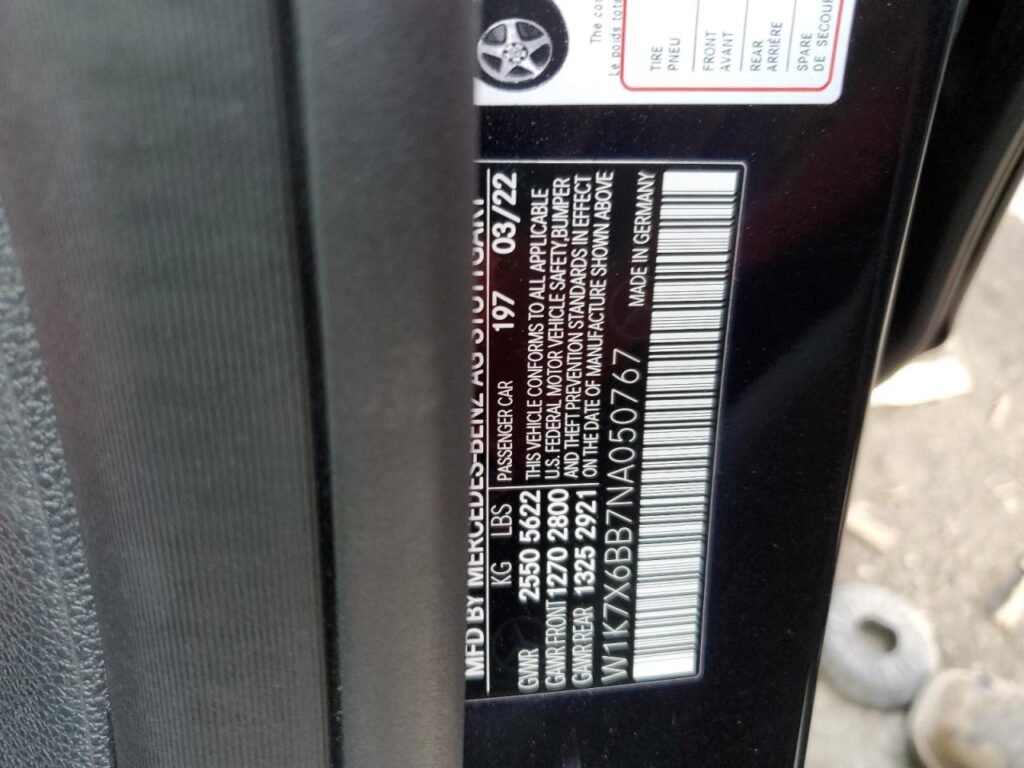 MFD BY MERCEDES-BENZ AG STUTTGART
KG LBS PASSENGER CAR 197 03/22
GVWR 2550 5622 THIS VEHICLE CONFORMS TO ALL APPLICABLE
GAWR FRONT 1270 2800 U.S. FEDERAL MOTOR VEHICLE SAFETY,BUMPER
GAWR REAR 1325 2921 AND THEFT PREVENTION STANDARDS IN EFFECT
ON THE DATE OF MANUFACTURE SHOWN ABOVE
W1K7X6BB7NA050767 MADE IN GERMANY
The
Le poids
TIRE
PNEU
FRONT
AVANT
REAR
ARRIÈRE
SPARE
DE